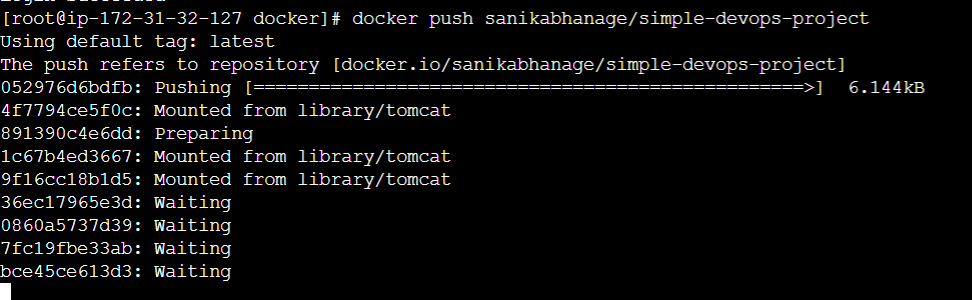 [root@ip-172-31-32-127 docker]# docker push sanikabhanage/simple-devops-project
Using default tag: latest
The push refers to repository [docker.io/sanikabhanage/simple-devops-project]
052976d6bdfb: Pushing [==================================================>]  6.144kB
4f7794ce5f0c: Mounted from library/tomcat
891390c4e6dd: Preparing
1c67b4ed3667: Mounted from library/tomcat
9f16cc18b1d5: Mounted from library/tomcat
36ec17965e3d: Waiting
0860a5737d39: Waiting
7fc19fbe33ab: Waiting
bce45ce613d3: Waiting